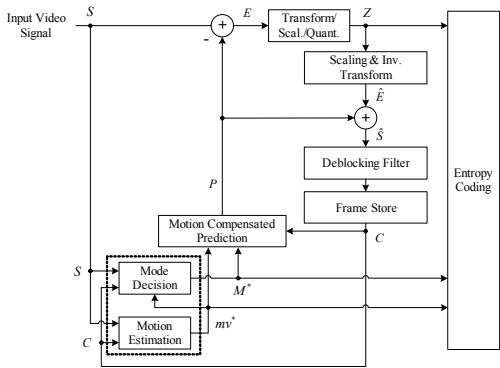 Input Video
Signal
S
E
Transform/
Scal./Quant.
Z
+
-
Scaling & Inv.
Transform
Ê
+
Ŝ
Deblocking Filter
P
Frame Store
Entropy
Coding
Motion Compensated
Prediction
C
S
Mode
Decision
M*
Motion
Estimation
mv*
C